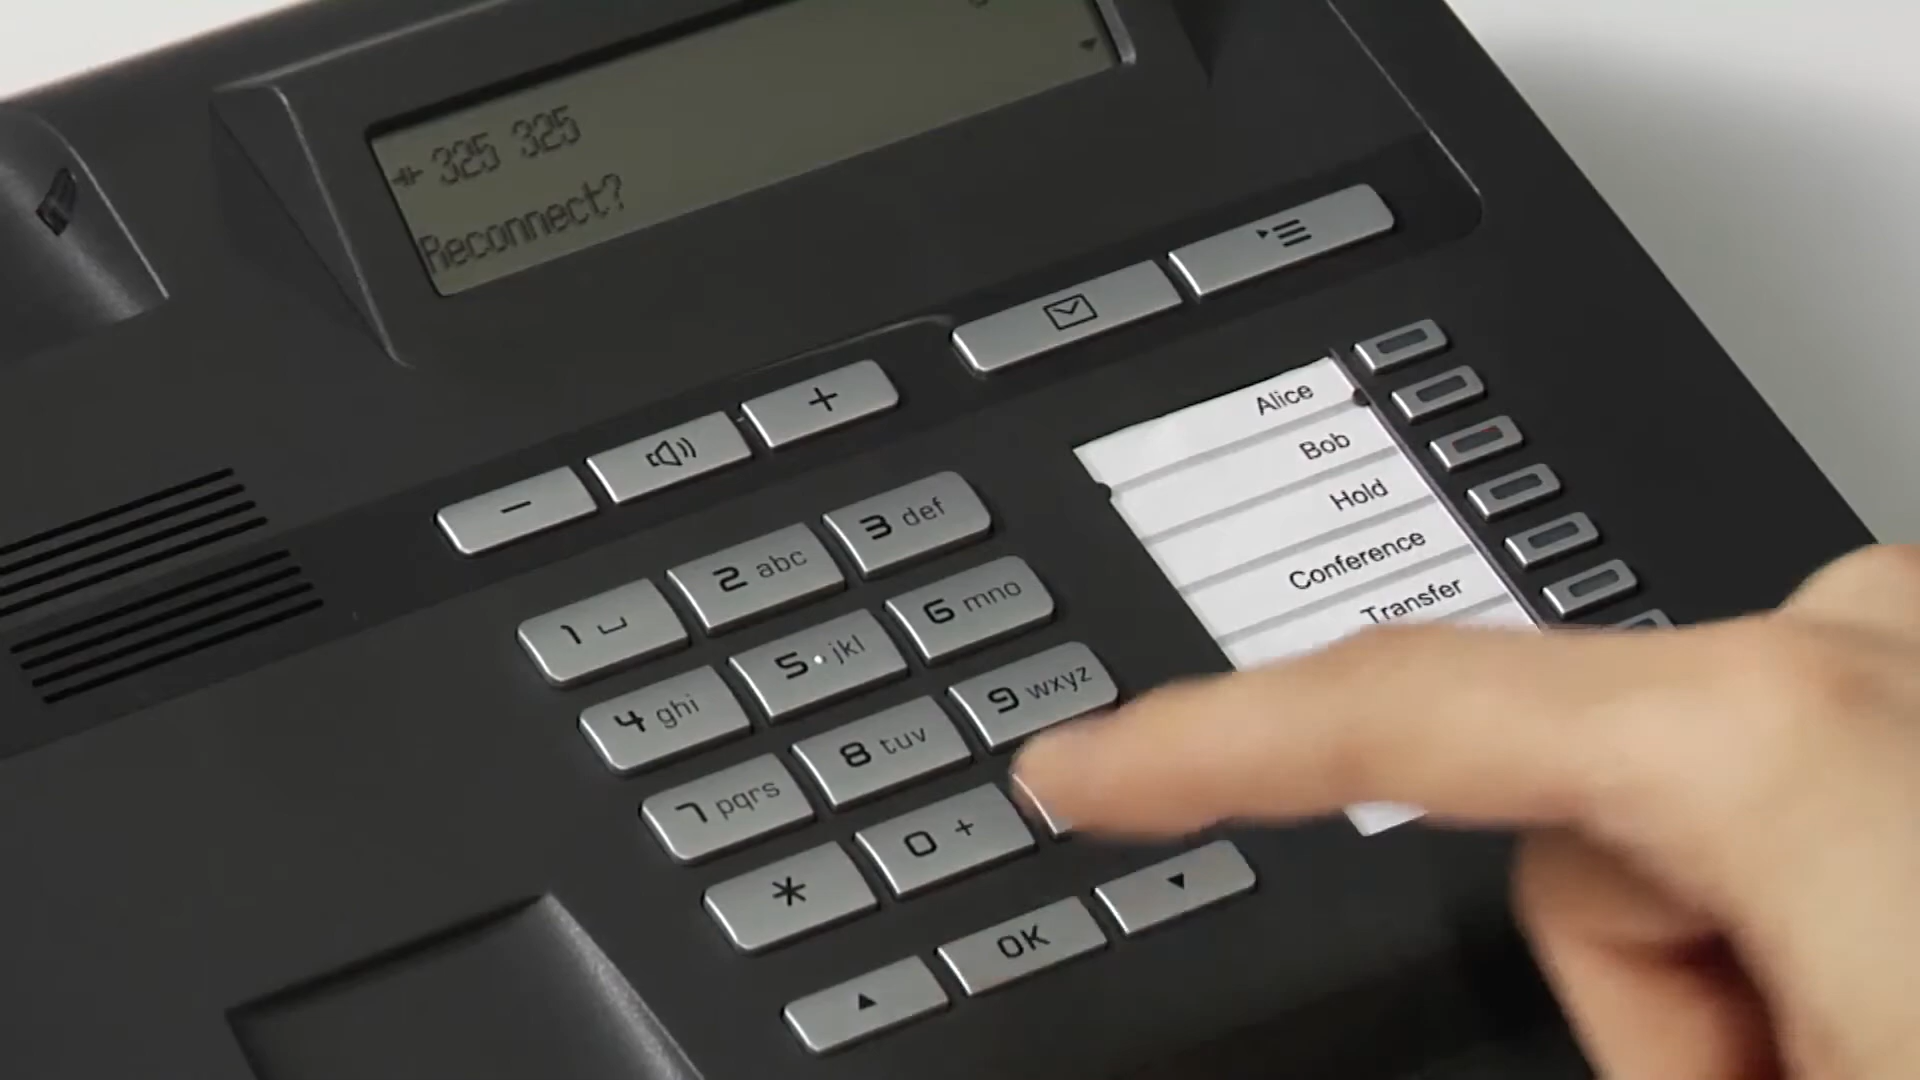 325 325
Reconnect?
Alice
Bob
Hold
Conference
Transfer
- +
1 2 abc 3 def
4 ghi 5 jkl 6 mno
7 pqrs 8 tuv 9 wxyz
* 0 +
OK